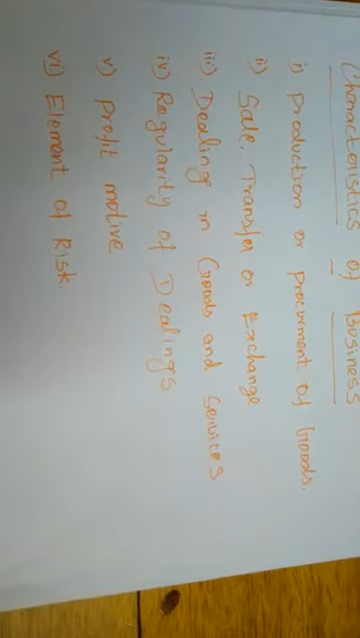 Characteristics of Business
i) Production or Procurment of Goods.
ii) Sale, Transfer or Exchange
iii) Dealing in Goods and Services
iv) Regularity of Dealings
v) Profit motive
vi) Element of Risk.